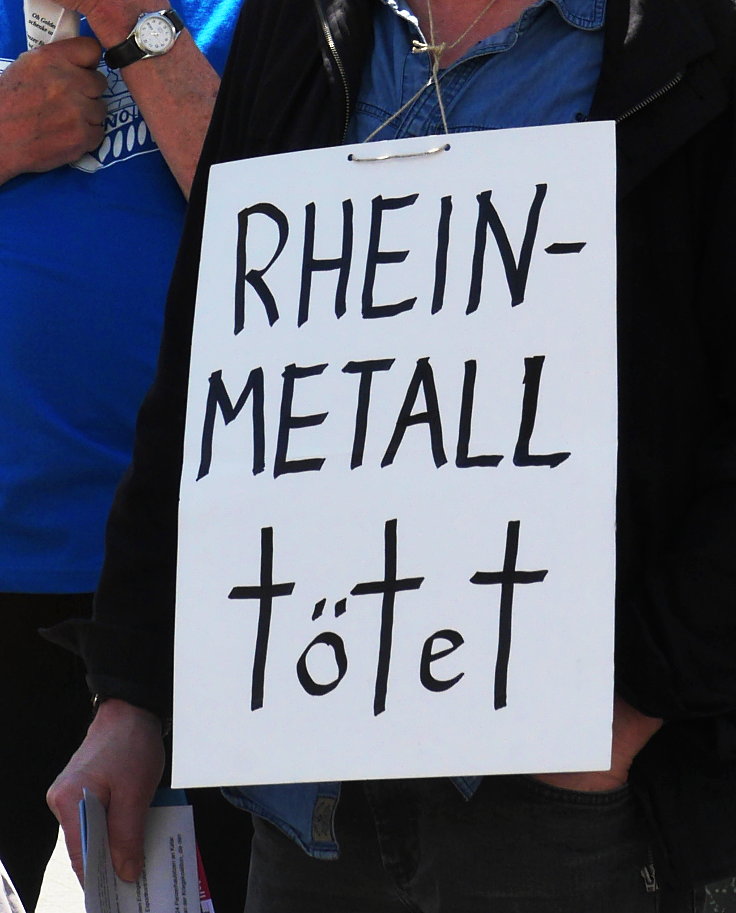 RHEIN-
METALL
tötet